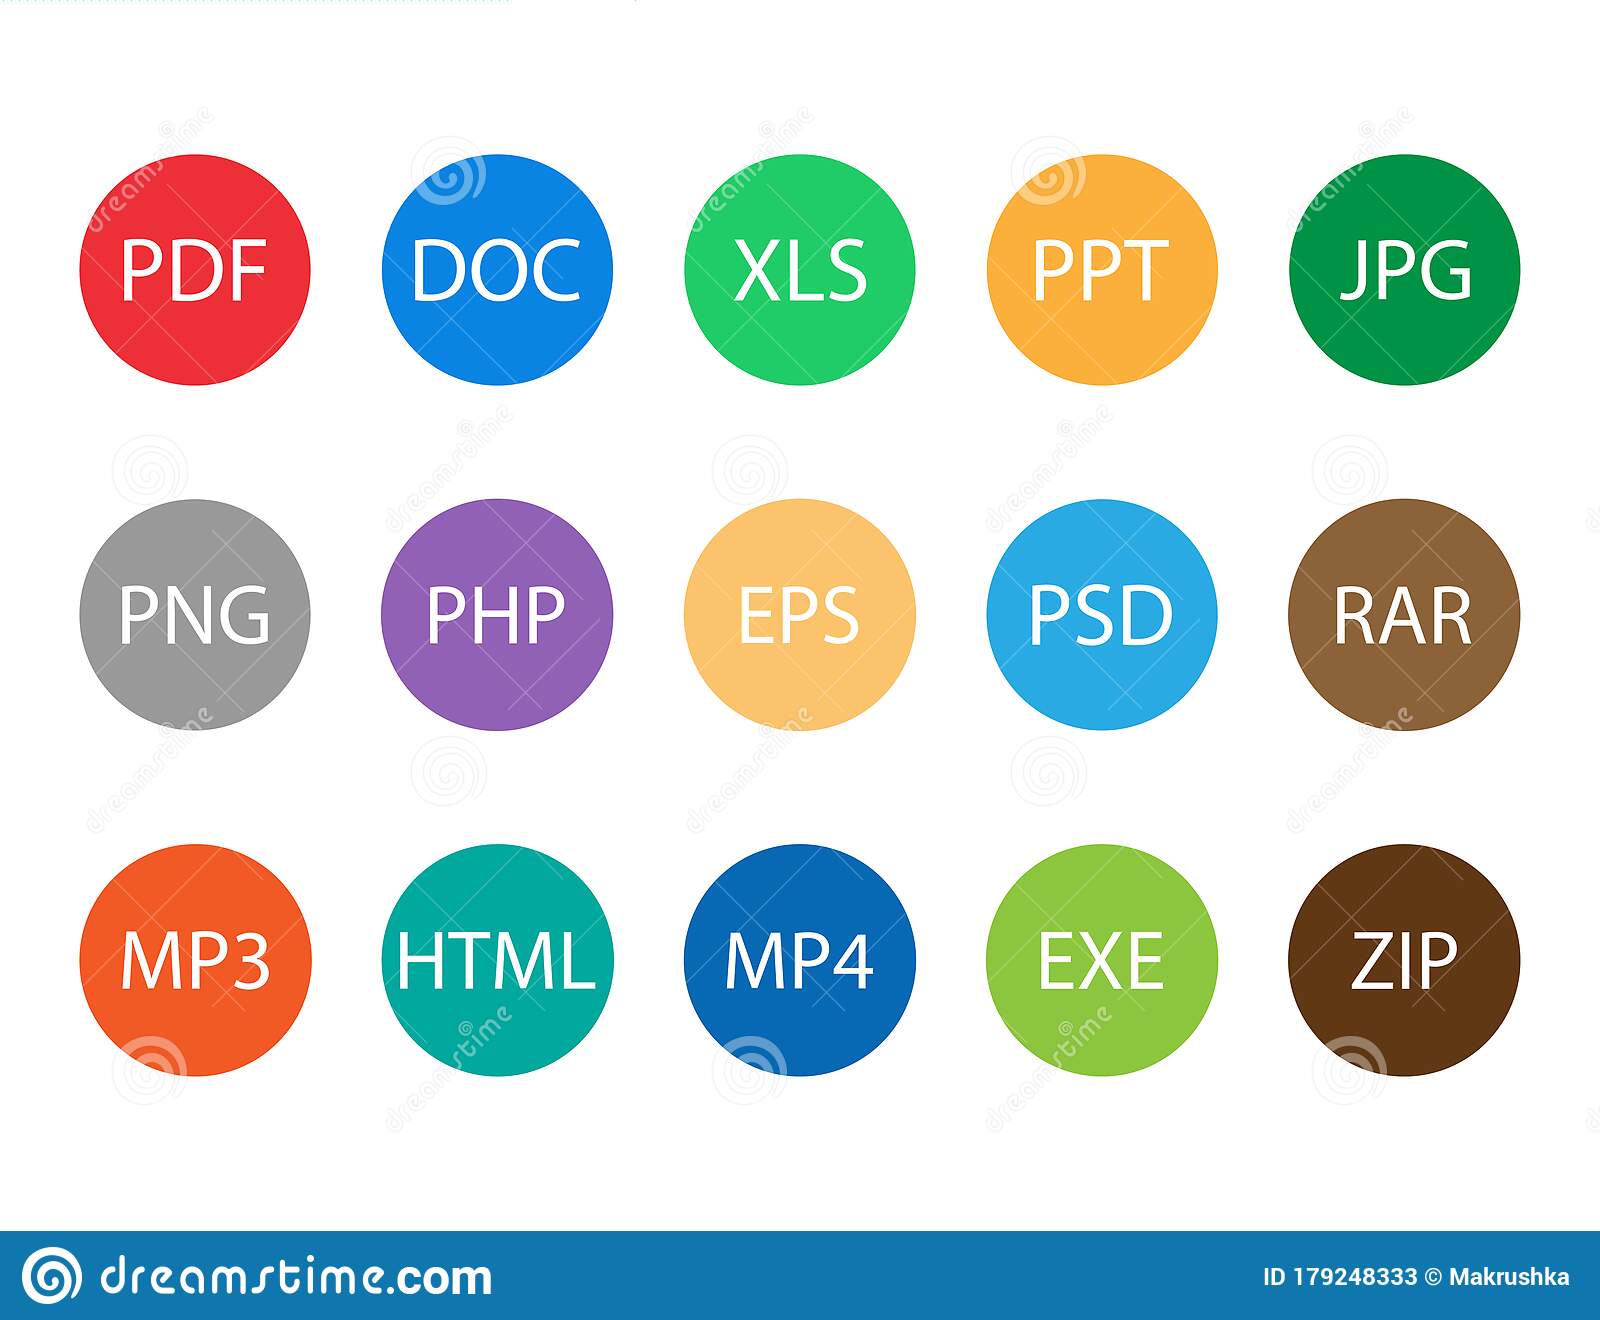 PDF DOC XLS PPT JPG
PNG PHP EPS PSD RAR
MP3 HTML MP4 EXE ZIP
dreamstime.com ID 179248333 © Makrushka